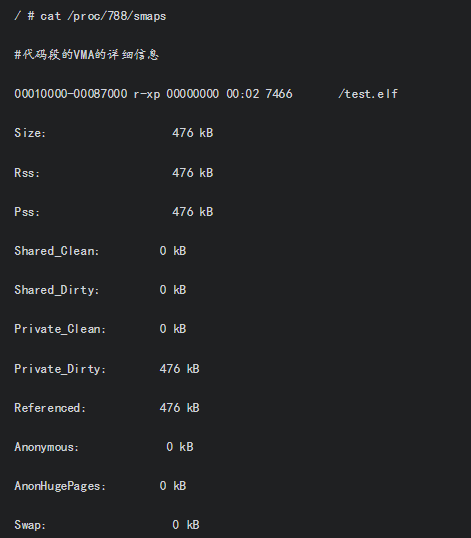 / # cat /proc/788/smaps
#代码段的VMA的详细信息
00010000-00087000 r-xp 00000000 00:02 7466 /test.elf
Size: 476 kB
Rss: 476 kB
Pss: 476 kB
Shared_Clean: 0 kB
Shared_Dirty: 0 kB
Private_Clean: 0 kB
Private_Dirty: 476 kB
Referenced: 476 kB
Anonymous: 0 kB
AnonHugePages: 0 kB
Swap: 0 kB